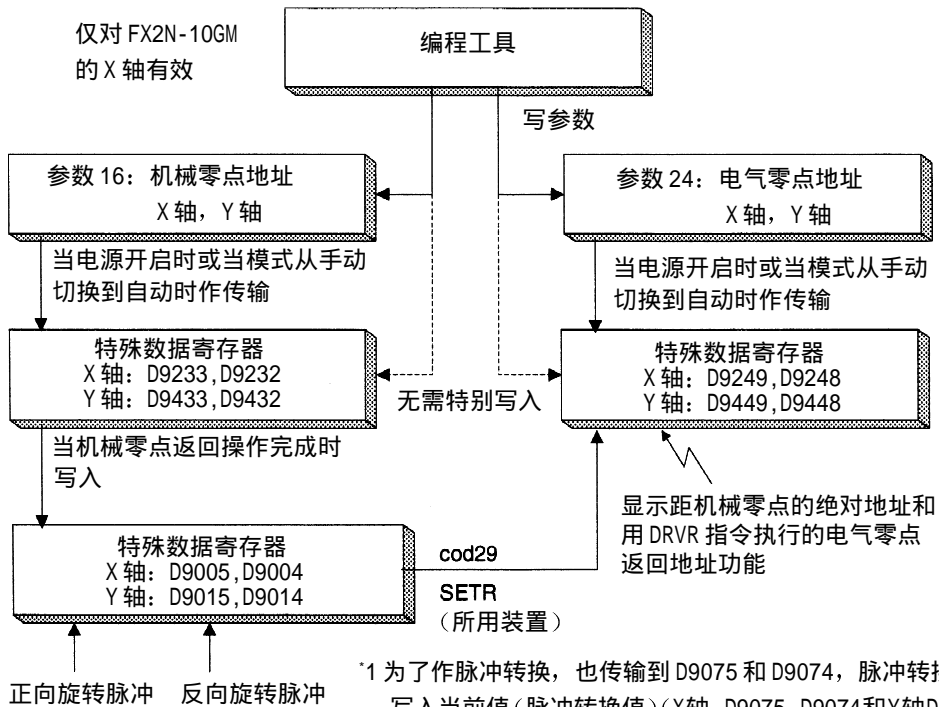 仅对 FX2N-10GM
的 X 轴有效
编程工具
写参数
参数 16：机械零点地址
X 轴，Y 轴
参数 24：电气零点地址
X 轴，Y 轴
当电源开启时或当模式从手动
切换到自动时作传输
当电源开启时或当模式从手动
切换到自动时作传输
特殊数据寄存器
X 轴：D9233,D9232
Y 轴：D9433,D9432
无需特别写入
特殊数据寄存器
X 轴：D9249,D9248
Y 轴：D9449,D9448
当机械零点返回操作完成时
写入
显示距机械零点的绝对地址和
用 DRVR 指令执行的电气零点
返回地址功能
特殊数据寄存器
X 轴：D9005,D9004
Y 轴：D9015,D9014
cod29
SETR
（所用装置）
正向旋转脉冲
反向旋转脉冲
*1 为了作脉冲转换，也传输到 D9075 和 D9074，脉冲转
写入当前值(脉冲转换值)(X轴 D9075，D9074和Y轴D